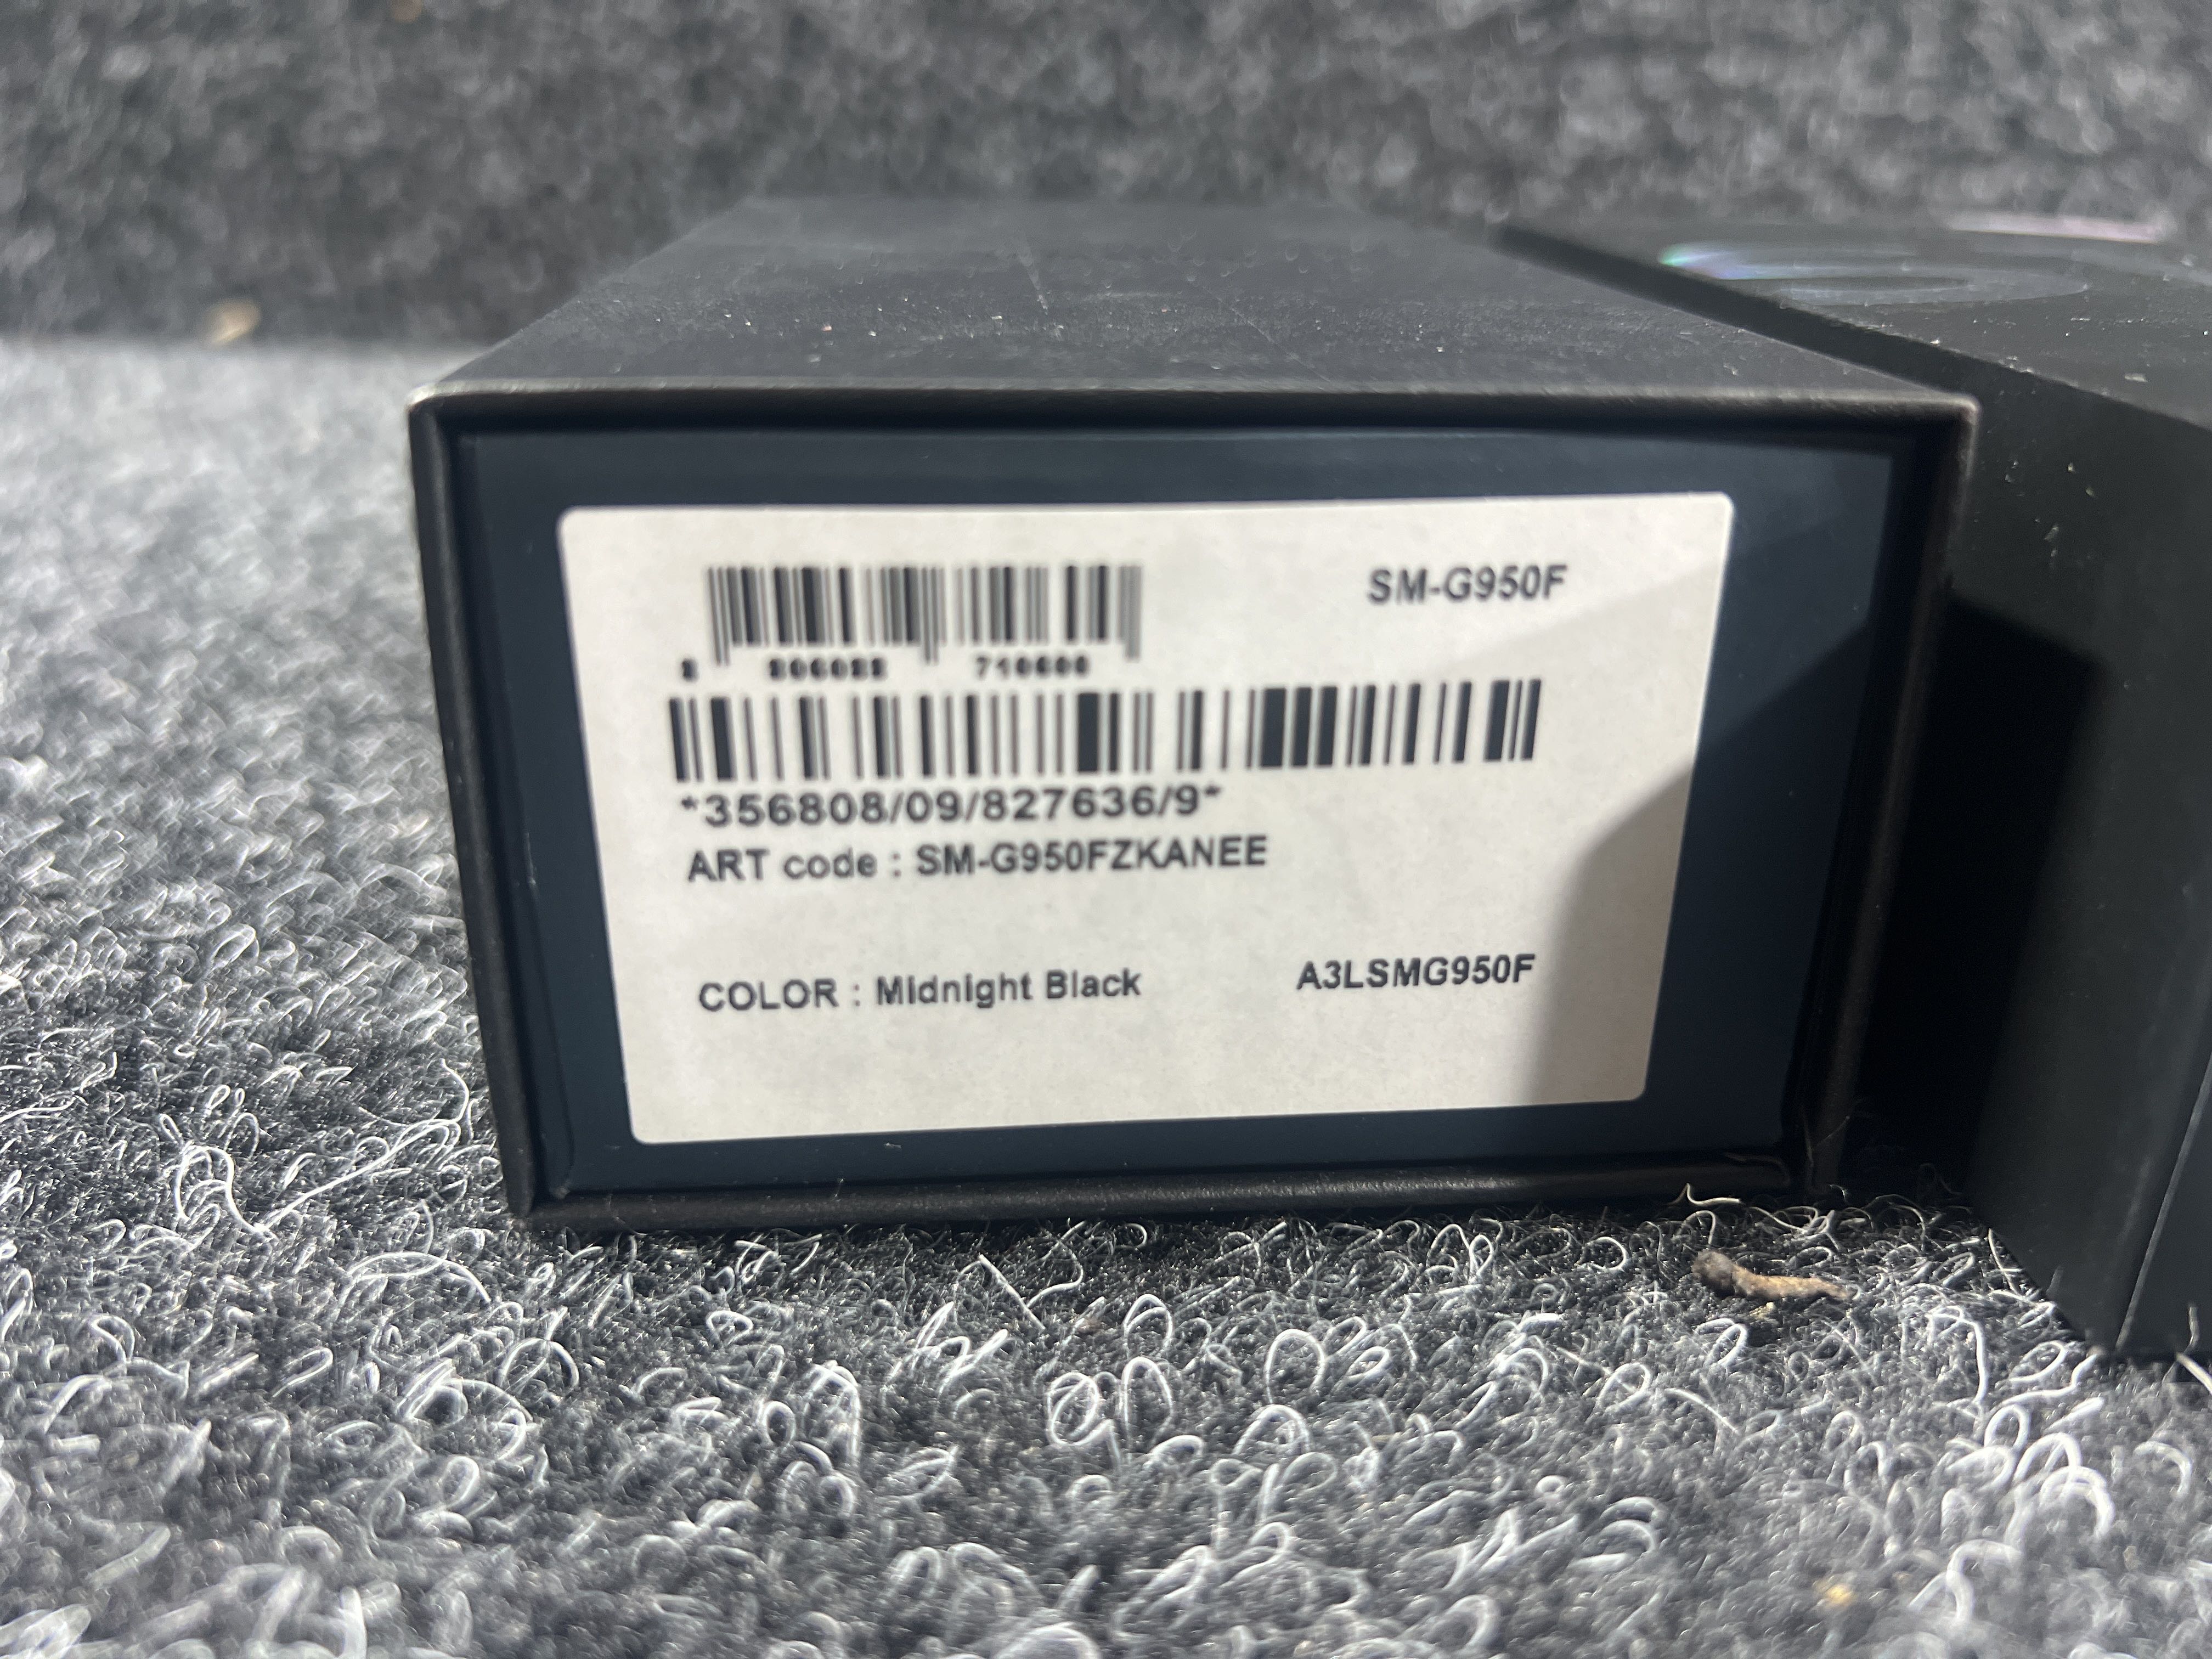 SM-G950F
*356808/09/827636/9*
ART code : SM-G950FZKANEE
COLOR : Midnight Black
A3LSMG950F